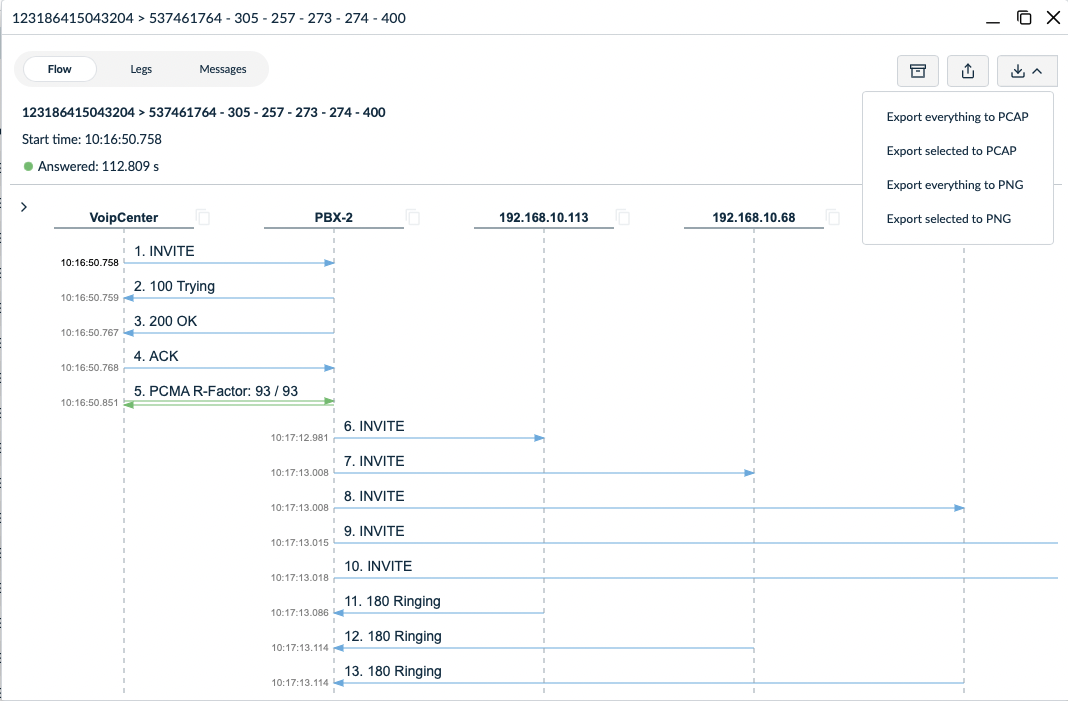 123186415043204 > 537461764 - 305 - 257 - 273 - 274 - 400
Flow Legs Messages
123186415043204 > 537461764 - 305 - 257 - 273 - 274 - 400
Start time: 10:16:50.758
Answered: 112.809 s
Export everything to PCAP
Export selected to PCAP
Export everything to PNG
Export selected to PNG
VoipCenter PBX-2 192.168.10.113 192.168.10.68
1. INVITE
10:16:50.758
2. 100 Trying
10:16:50.759
3. 200 OK
10:16:50.767
4. ACK
10:16:50.768
5. PCMA R-Factor: 93 / 93
10:16:50.851
6. INVITE
10:17:12.981
7. INVITE
10:17:13.008
8. INVITE
10:17:13.008
9. INVITE
10:17:13.015
10. INVITE
10:17:13.018
11. 180 Ringing
10:17:13.086
12. 180 Ringing
10:17:13.114
13. 180 Ringing
10:17:13.114